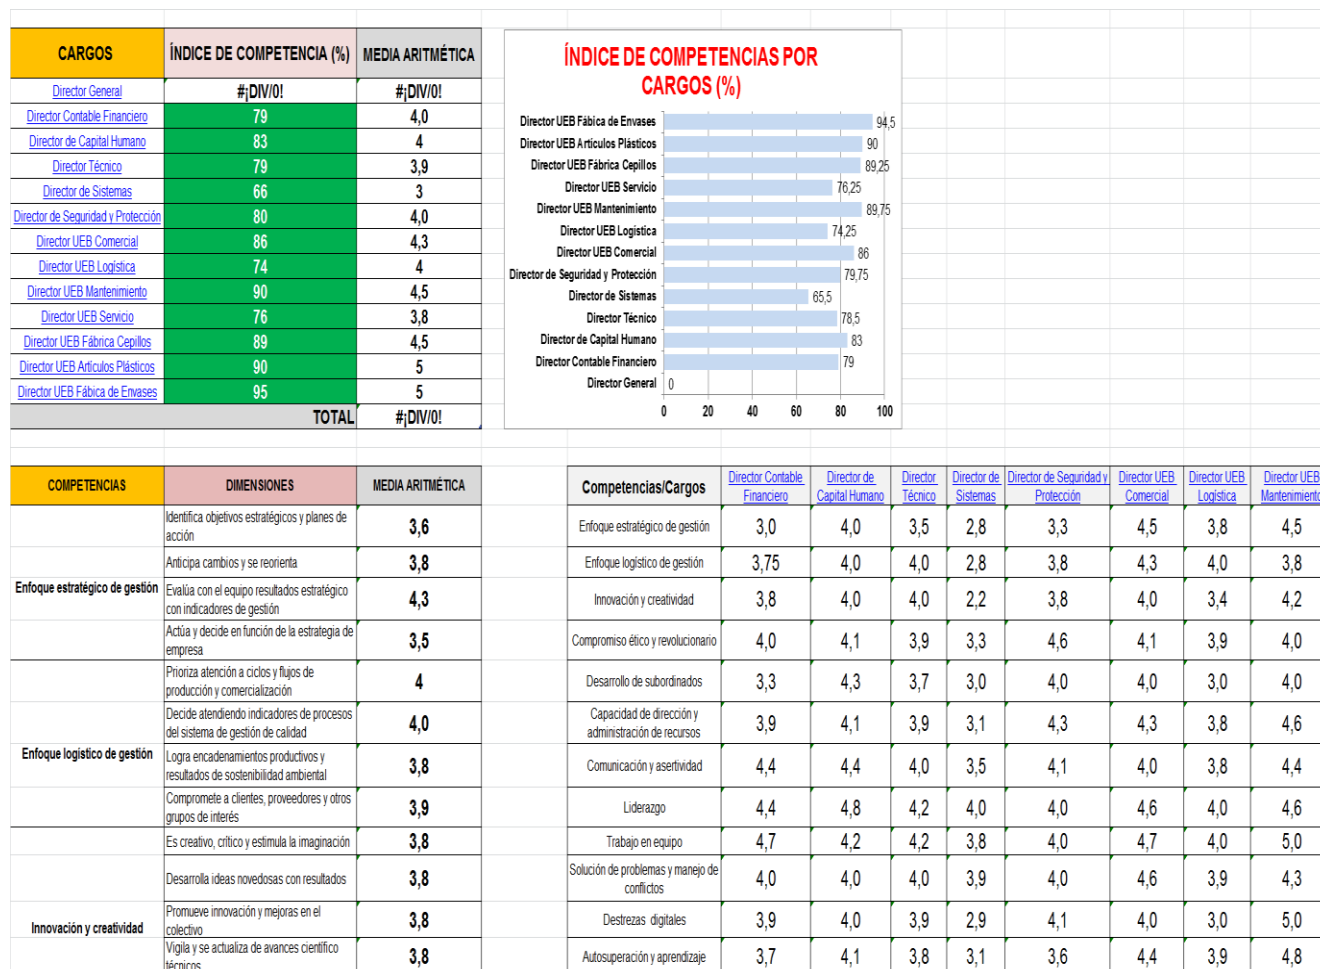 CARGOS ÍNDICE DE COMPETENCIA (%) MEDIA ARITMÉTICA
Director General #¡DIV/0! #¡DIV/0!
Director Contable Financiero 79 4,0
Director de Capital Humano 83 4
Director Técnico 79 3,9
Director de Sistemas 66 3
Director de Seguridad y Protección 80 4,0
Director UEB Comercial 86 4,3
Director UEB Logística 74 4
Director UEB Mantenimiento 90 4,5
Director UEB Servicio 76 3,8
Director UEB Fábrica Cepillos 89 4,5
Director UEB Artículos Plásticos 90 5
Director UEB Fábica de Envases 95 5
TOTAL #¡DIV/0!
ÍNDICE DE COMPETENCIAS POR
CARGOS (%)
Director UEB Fábica de Envases 94,5
Director UEB Artículos Plásticos 90
Director UEB Fábrica Cepillos 89,25
Director UEB Servicio 76,25
Director UEB Mantenimiento 89,75
Director UEB Logística 74,25
Director UEB Comercial 86
Director de Seguridad y Protección 79,75
Director de Sistemas 65,5
Director Técnico 78,5
Director de Capital Humano 83
Director Contable Financiero 79
Director General 0
0 20 40 60 80 100
COMPETENCIAS DIMENSIONES MEDIA ARITMÉTICA
Enfoque estratégico de gestión
Identifica objetivos estratégicos y planes de
acción 3,6
Anticipa cambios y se reorienta 3,8
Evalúa con el equipo resultados estratégico
con indicadores de gestión 4,3
Actúa y decide en función de la estrategia de
empresa 3,5
Enfoque logístico de gestión
Prioriza atención a ciclos y flujos de
producción y comercialización 4
Decide atendiendo indicadores de procesos
del sistema de gestión de calidad 4,0
Logra encadenamientos productivos y
resultados de sostenibilidad ambiental 3,8
Compromete a clientes, proveedores y otros
grupos de interés 3,9
Innovación y creatividad
Es creativo, crítico y estimula la imaginación 3,8
Desarrolla ideas novedosas con resultados 3,8
Promueve innovación y mejoras en el
colectivo 3,8
Vigila y se actualiza de avances científico
técnicos 3,8
Competencias/Cargos
Director Contable
Financiero
Director de
Capital Humano
Director
Técnico
Director de
Sistemas
Director de Seguridad y
Protección
Director UEB
Comercial
Director UEB
Logística
Director UEB
Mantenimiento
Enfoque estratégico de gestión 3,0 4,0 3,5 2,8 3,3 4,5 3,8 4,5
Enfoque logístico de gestión 3,75 4,0 4,0 2,8 3,8 4,3 4,0 3,8
Innovación y creatividad 3,8 4,0 4,0 2,2 3,8 4,0 3,4 4,2
Compromiso ético y revolucionario 4,0 4,1 3,9 3,3 4,6 4,1 3,9 4,0
Desarrollo de subordinados 3,3 4,3 3,7 3,0 4,0 4,0 3,0 4,0
Capacidad de dirección y
administración de recursos 3,9 4,1 3,9 3,1 4,3 4,3 3,8 4,6
Comunicación y asertividad 4,4 4,4 4,0 3,5 4,1 4,0 3,8 4,4
Liderazgo 4,4 4,8 4,2 4,0 4,0 4,6 4,0 4,6
Trabajo en equipo 4,7 4,2 4,2 3,8 4,0 4,7 4,0 5,0
Solución de problemas y manejo de
conflictos 4,0 4,0 4,0 3,9 4,0 4,6 3,9 4,3
Destrezas digitales 3,9 4,0 3,9 2,9 4,1 4,0 3,0 5,0
Autosuperación y aprendizaje 3,7 4,1 3,8 3,1 3,6 4,4 3,9 4,8